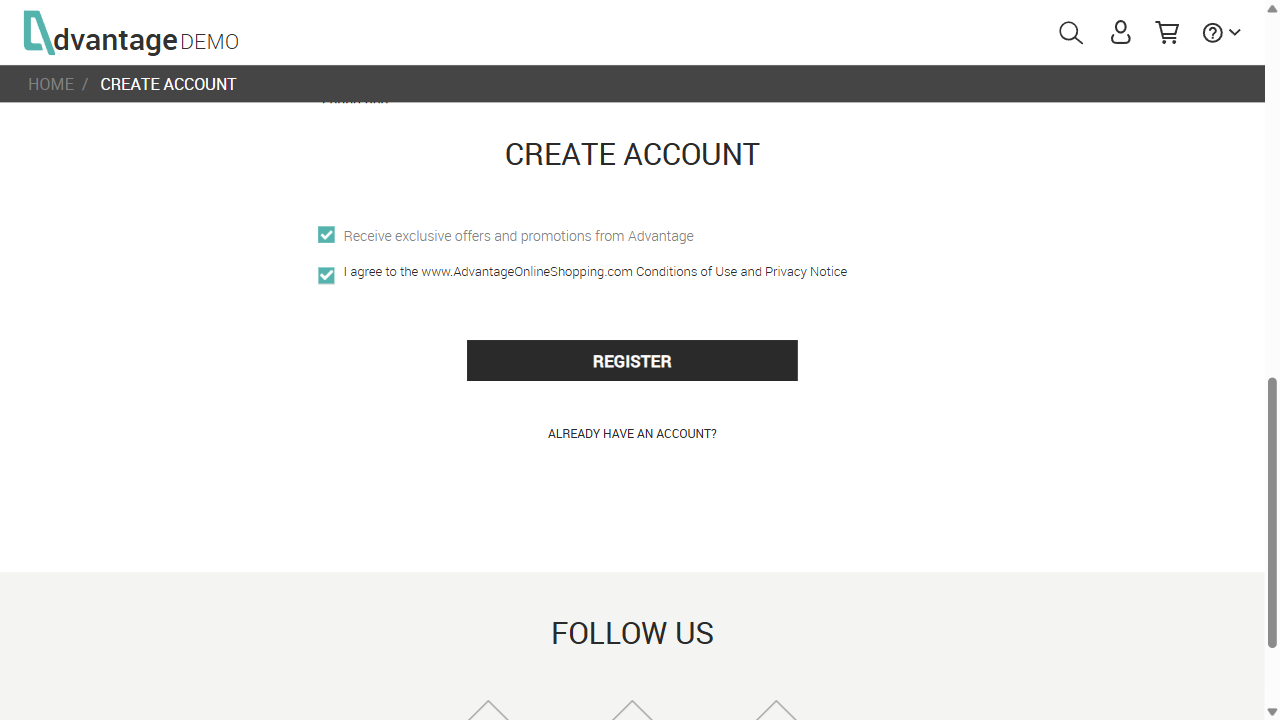 dvantage DEMO
HOME / CREATE ACCOUNT
CREATE ACCOUNT
Receive exclusive offers and promotions from Advantage
I agree to the www.AdvantageOnlineShopping.com Conditions of Use and Privacy Notice
REGISTER
ALREADY HAVE AN ACCOUNT?
FOLLOW US